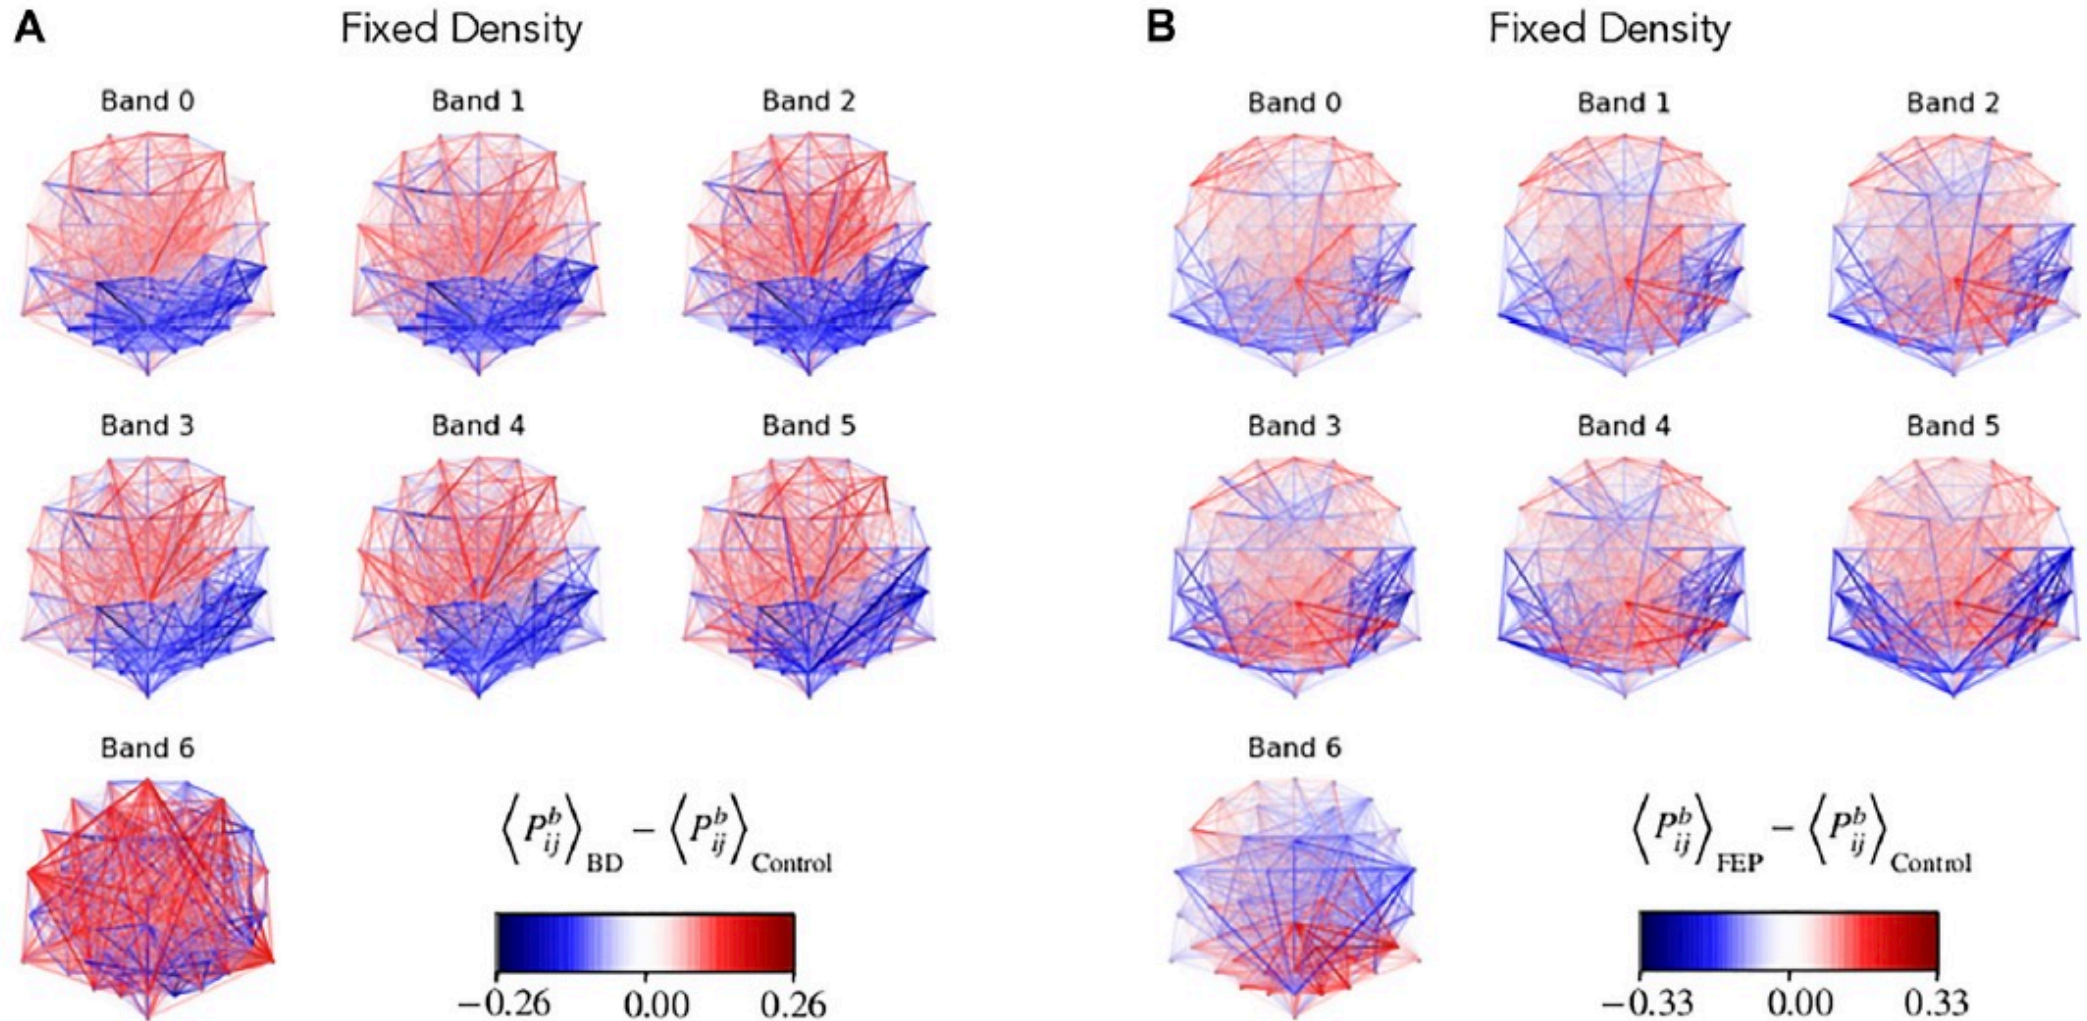 A Fixed Density
Band 0 Band 1 Band 2
Band 3 Band 4 Band 5
Band 6
⟨P^b_ij⟩_BD − ⟨P^b_ij⟩_Control
−0.26 0.00 0.26
B Fixed Density
Band 0 Band 1 Band 2
Band 3 Band 4 Band 5
Band 6
⟨P^b_ij⟩_FEP − ⟨P^b_ij⟩_Control
−0.33 0.00 0.33